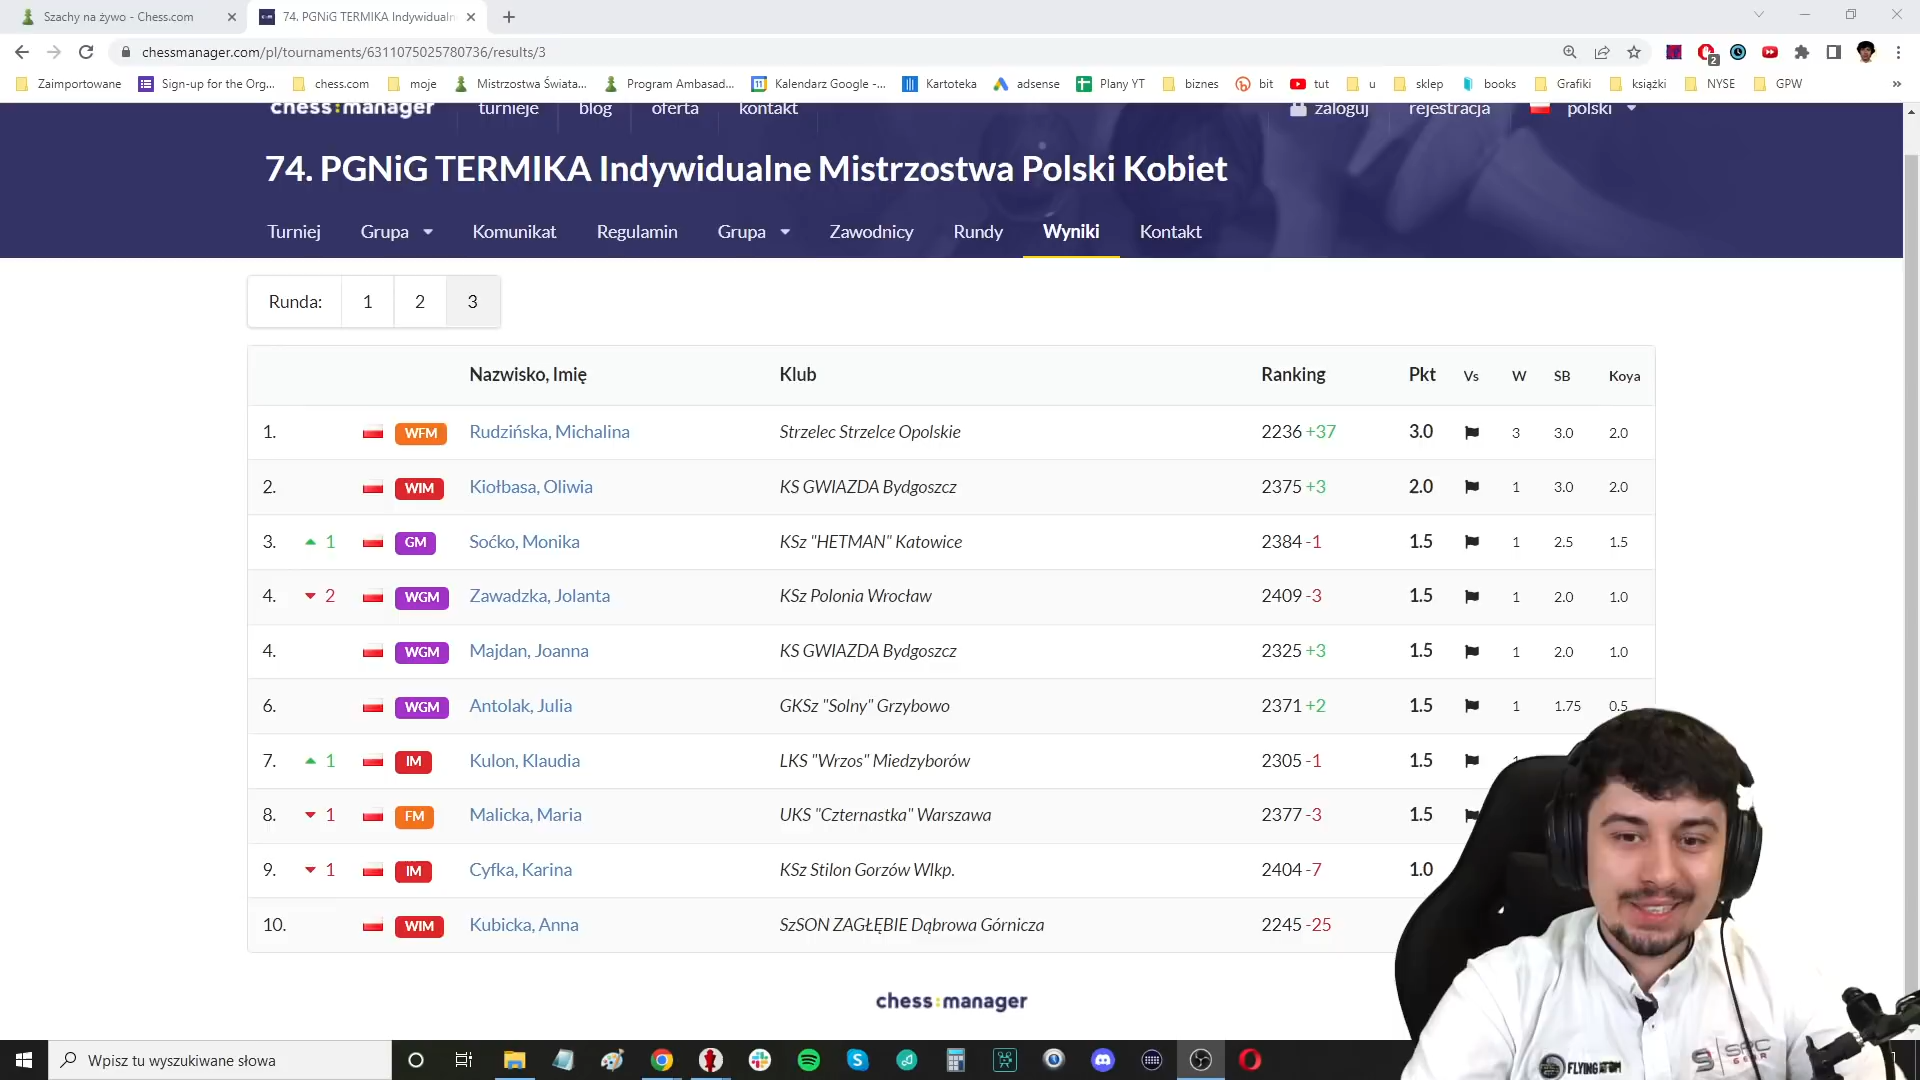 Szachy na żywo - Chess.com
74. PGNiG TERMIKA Indywidualn
chessmanager.com/pl/tournaments/6311075025780736/results/3
2
Zaimportowane
Sign-up for the Org...
chess.com
moje
Mistrzostwa Świata...
Program Ambasad...
Kalendarz Google -...
Kartoteka
adsense
Plany YT
biznes
bit
tut
u
sklep
books
Grafiki
książki
NYSE
GPW
»
chess:manager
turnieje
blog
oferta
kontakt
zaloguj
rejestracja
polski
74. PGNiG TERMIKA Indywidualne Mistrzostwa Polski Kobiet
Turniej Grupa Komunikat Regulamin Grupa Zawodnicy Rundy Wyniki Kontakt
Runda: 1 2 3
Nazwisko, Imię Klub Ranking Pkt Vs W SB Koya
1. WFM Rudzińska, Michalina Strzelec Strzelce Opolskie 2236 +37 3.0 3 3.0 2.0
2. WIM Kiołbasa, Oliwia KS GWIAZDA Bydgoszcz 2375 +3 2.0 1 3.0 2.0
3. 1 GM Soćko, Monika KSz "HETMAN" Katowice 2384 -1 1.5 1 2.5 1.5
4. 2 WGM Zawadzka, Jolanta KSz Polonia Wrocław 2409 -3 1.5 1 2.0 1.0
4. WGM Majdan, Joanna KS GWIAZDA Bydgoszcz 2325 +3 1.5 1 2.0 1.0
6. WGM Antolak, Julia GKSz "Solny" Grzybowo 2371 +2 1.5 1 1.75 0.5
7. 1 IM Kulon, Klaudia LKS "Wrzos" Miedzyborów 2305 -1 1.5
8. 1 FM Malicka, Maria UKS "Czternastka" Warszawa 2377 -3 1.5
9. 1 IM Cyfka, Karina KSz Stilon Gorzów Wlkp. 2404 -7 1.0
10. WIM Kubicka, Anna SzSON ZAGŁĘBIE Dąbrowa Górnicza 2245 -25
chess:manager
Wpisz tu wyszukiwane słowa
FLYING ATOM
SPC
GEAR